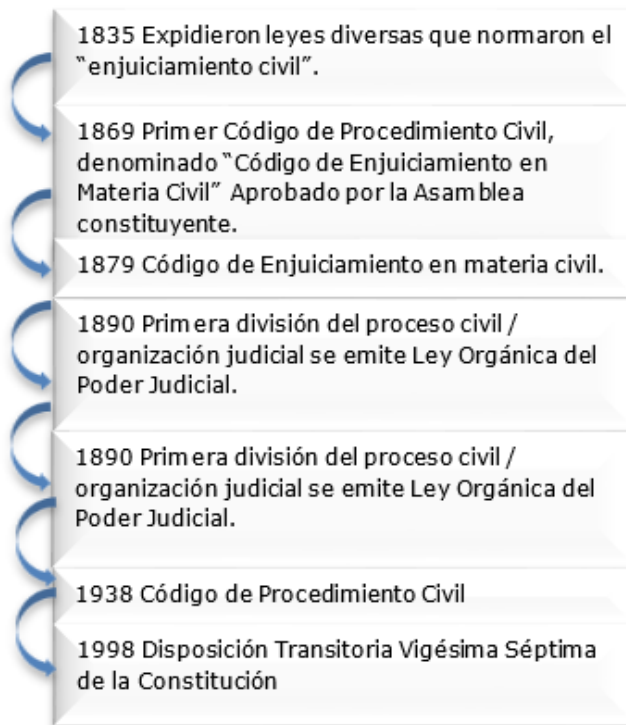 1835 Expidieron leyes diversas que normaron el
“enjuiciamiento civil”.
1869 Primer Código de Procedimiento Civil,
denominado “Código de Enjuiciamiento en
Materia Civil” Aprobado por la Asamblea
constituyente.
1879 Código de Enjuiciamiento en materia civil.
1890 Primera división del proceso civil /
organización judicial se emite Ley Orgánica del
Poder Judicial.
1890 Primera división del proceso civil /
organización judicial se emite Ley Orgánica del
Poder Judicial.
1938 Código de Procedimiento Civil
1998 Disposición Transitoria Vigésima Séptima
de la Constitución